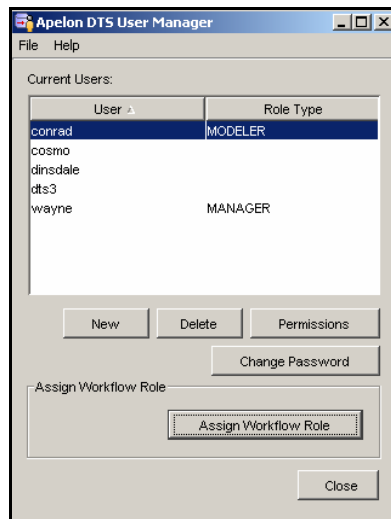 Apelon DTS User Manager
File Help
Current Users:
User Role Type
conrad MODELER
cosmo
dinsdale
dts3
wayne MANAGER
New Delete Permissions
Change Password
Assign Workflow Role
Assign Workflow Role
Close